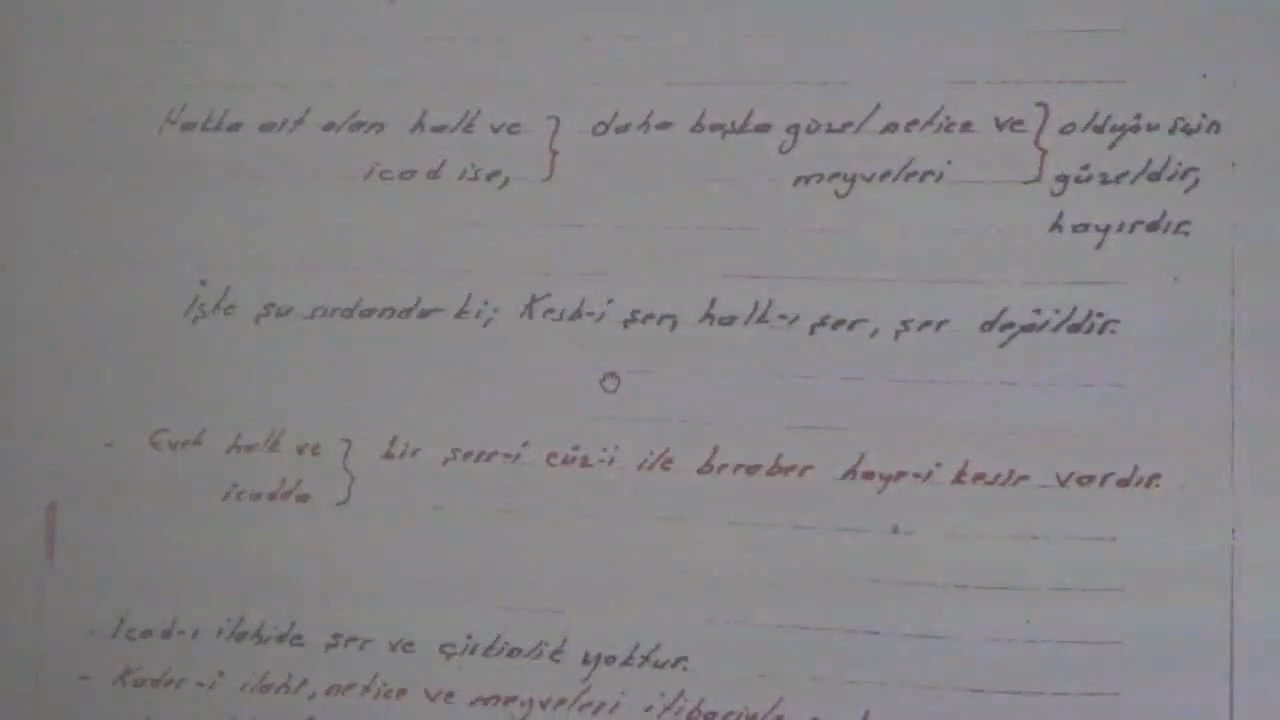 Hakka ait olan halk ve } daha başka güzel netice ve } olduğu için
icad ise, meyveleri güzeldir,
hayırdır.
İşte şu sırdandır ki; Kesb-i şer, halk-ı şer, şer değildir.
- Evet halk ve } bir şerr-i cüz-i ile beraber hayr-i kesir vardır.
icadda
- İcad-ı ilahide şer ve çirkinlik yoktur.
- Kader-i ilahi, netice ve meyveleri itibariyle